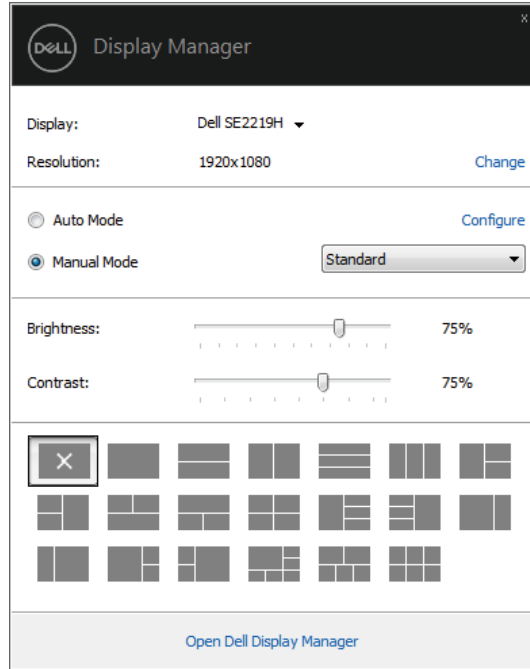 x
DELL Display Manager
Display: Dell SE2219H
Resolution: 1920x1080 Change
Auto Mode Configure
Manual Mode Standard
Brightness: 75%
Contrast: 75%
Open Dell Display Manager